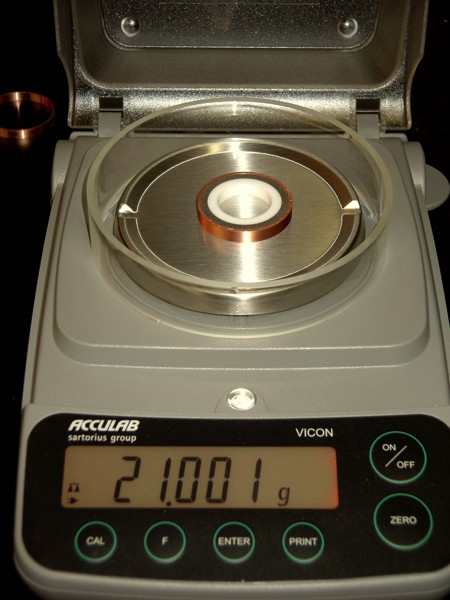 ACCULAB
sartorius group
VICON
ON/OFF
21.001 g
ZERO
CAL
F
ENTER
PRINT